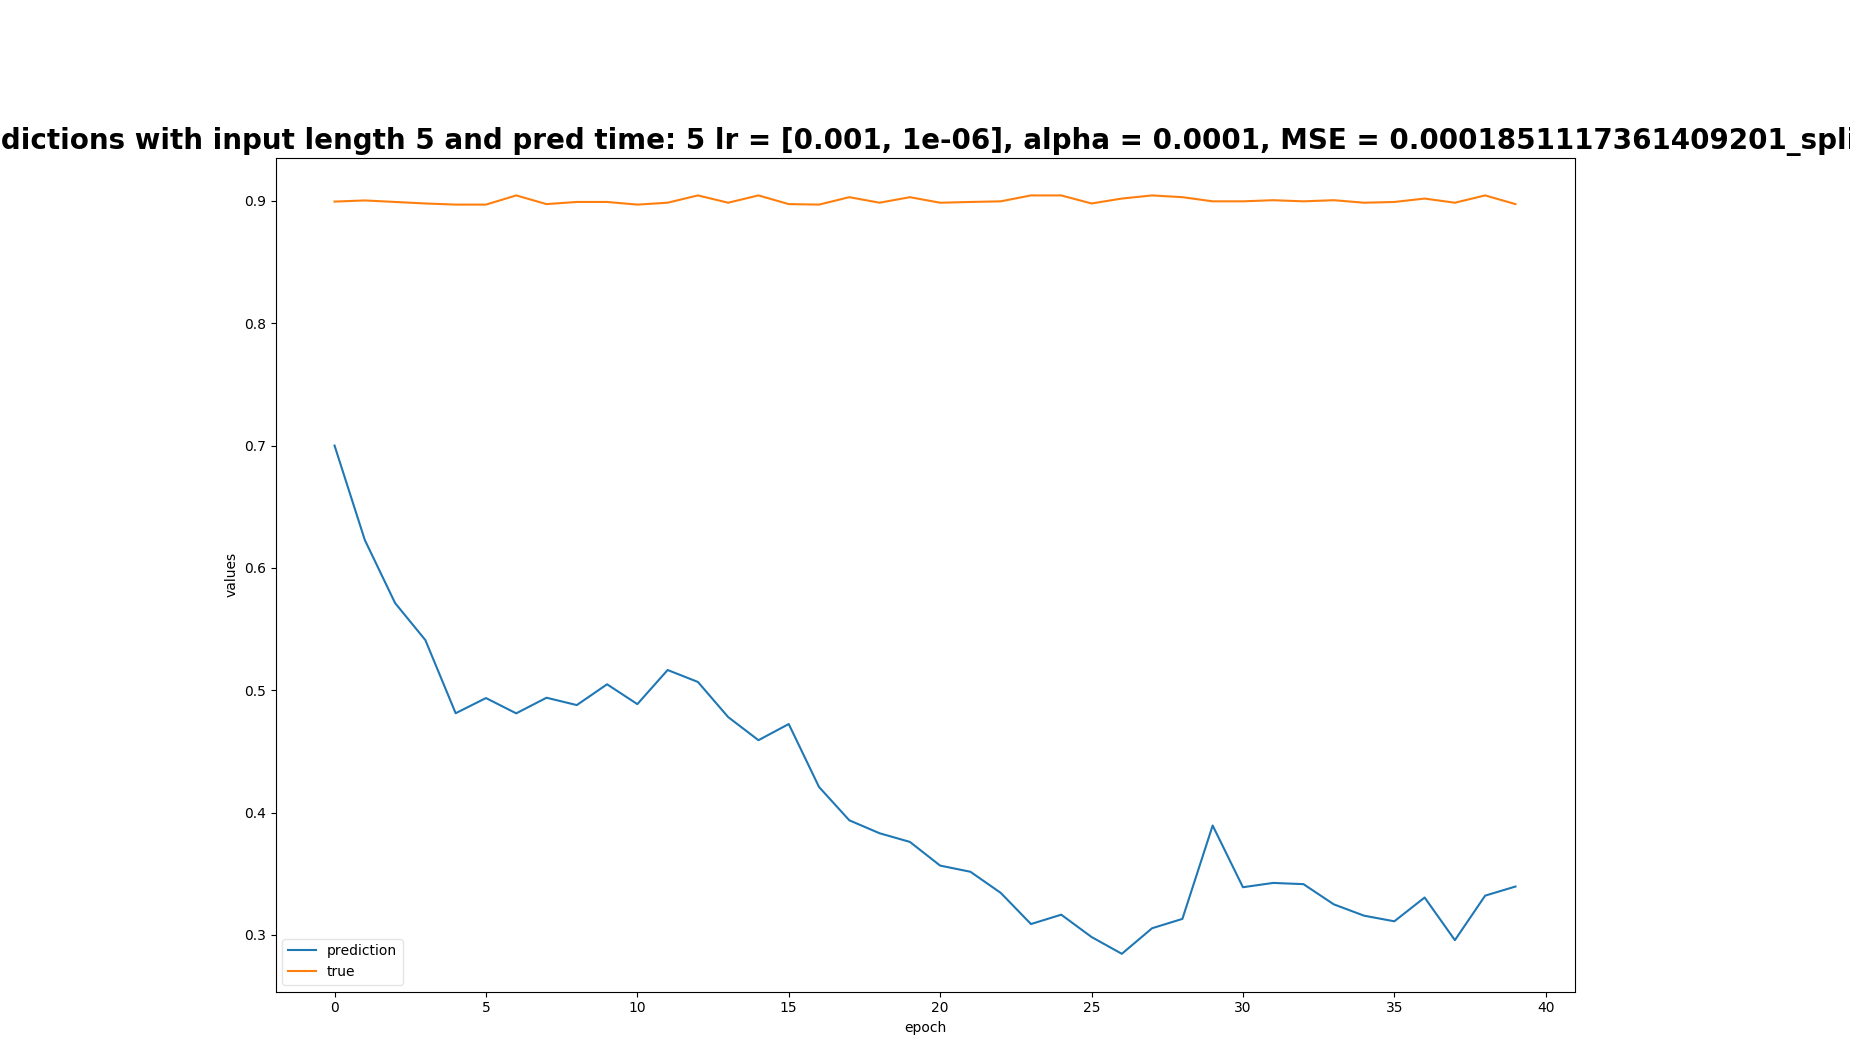 dictions with input length 5 and pred time: 5 lr = [0.001, 1e-06], alpha = 0.0001, MSE = 0.0001851117361409201_spli
0.9
0.8
0.7
0.6
0.5
0.4
0.3
values
prediction
true
0 5 10 15 20 25 30 35 40
epoch